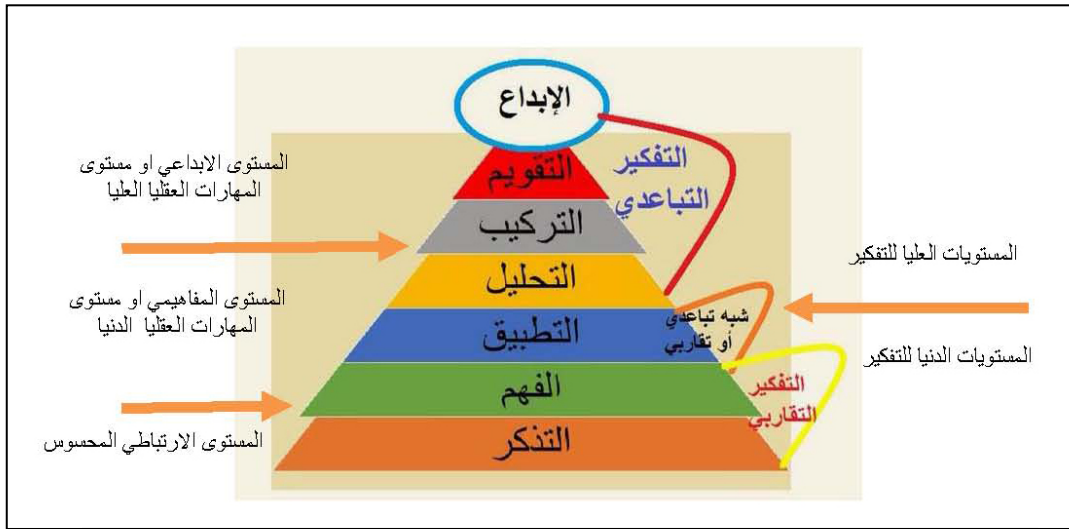 الإبداع
التقويم
التركيب
التحليل
التطبيق
الفهم
التذكر
التفكير
التباعدي
شبه تباعدي
أو تقاربي
التفكير
التقاربي
المستويات العليا للتفكير
المستويات الدنيا للتفكير
المستوى الابداعي او مستوى
المهارات العقليا العليا
المستوى المفاهيمي او مستوى
المهارات العقليا الدنيا
المستوى الارتباطي المحسوس